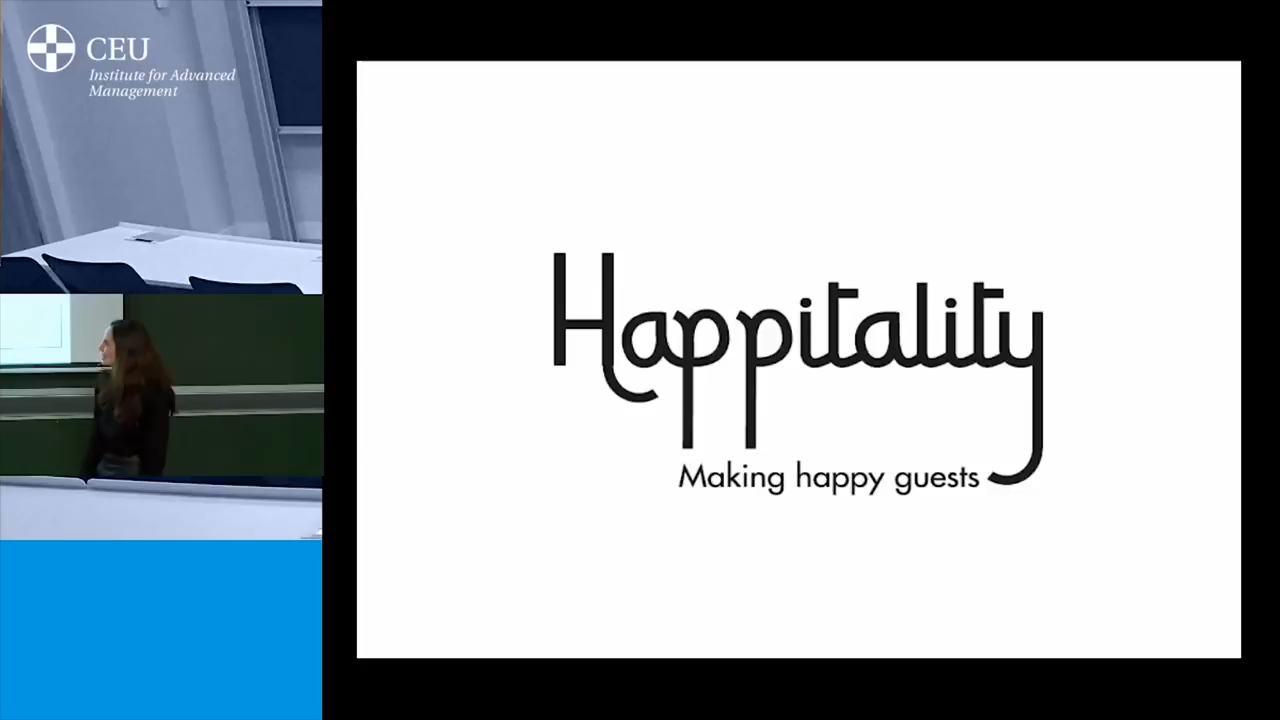 CEU
Institute for Advanced
Management
Happitality
Making happy guests